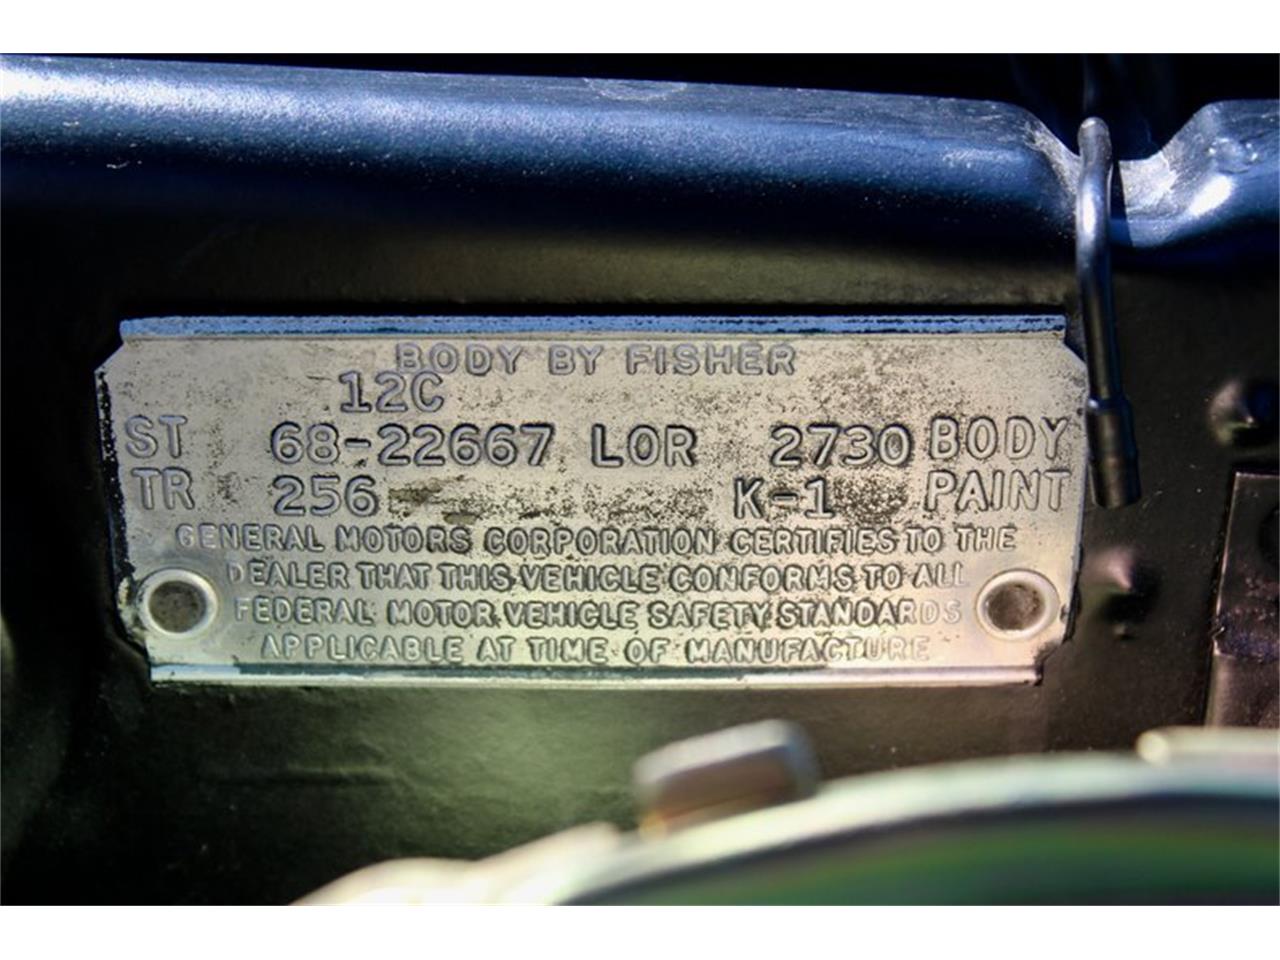 BODY BY FISHER
12C
ST 68-22667 LOR 2730 BODY
TR 256 K-1 PAINT
GENERAL MOTORS CORPORATION CERTIFIES TO THE
DEALER THAT THIS VEHICLE CONFORMS TO ALL
FEDERAL MOTOR VEHICLE SAFETY STANDARDS
APPLICABLE AT TIME OF MANUFACTURE